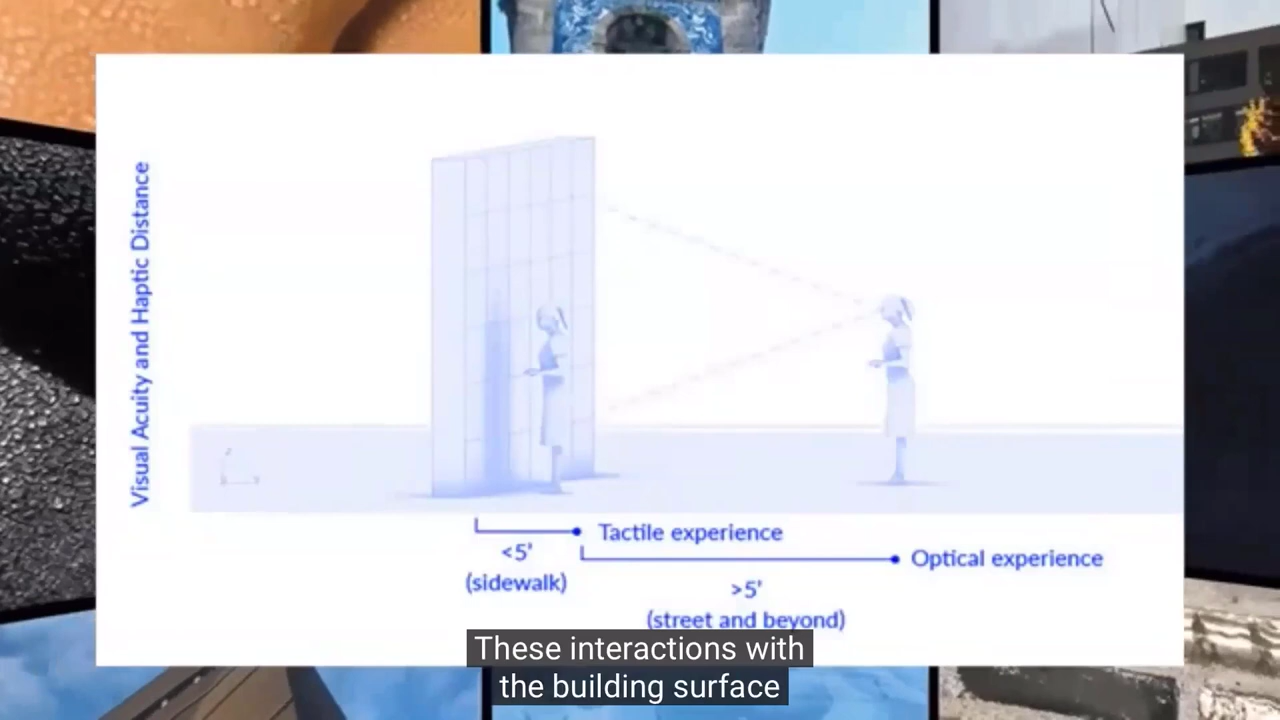 Visual Acuity and Haptic Distance
Tactile experience
<5'
(sidewalk)
Optical experience
>5'
(street and beyond)
These interactions with
the building surface